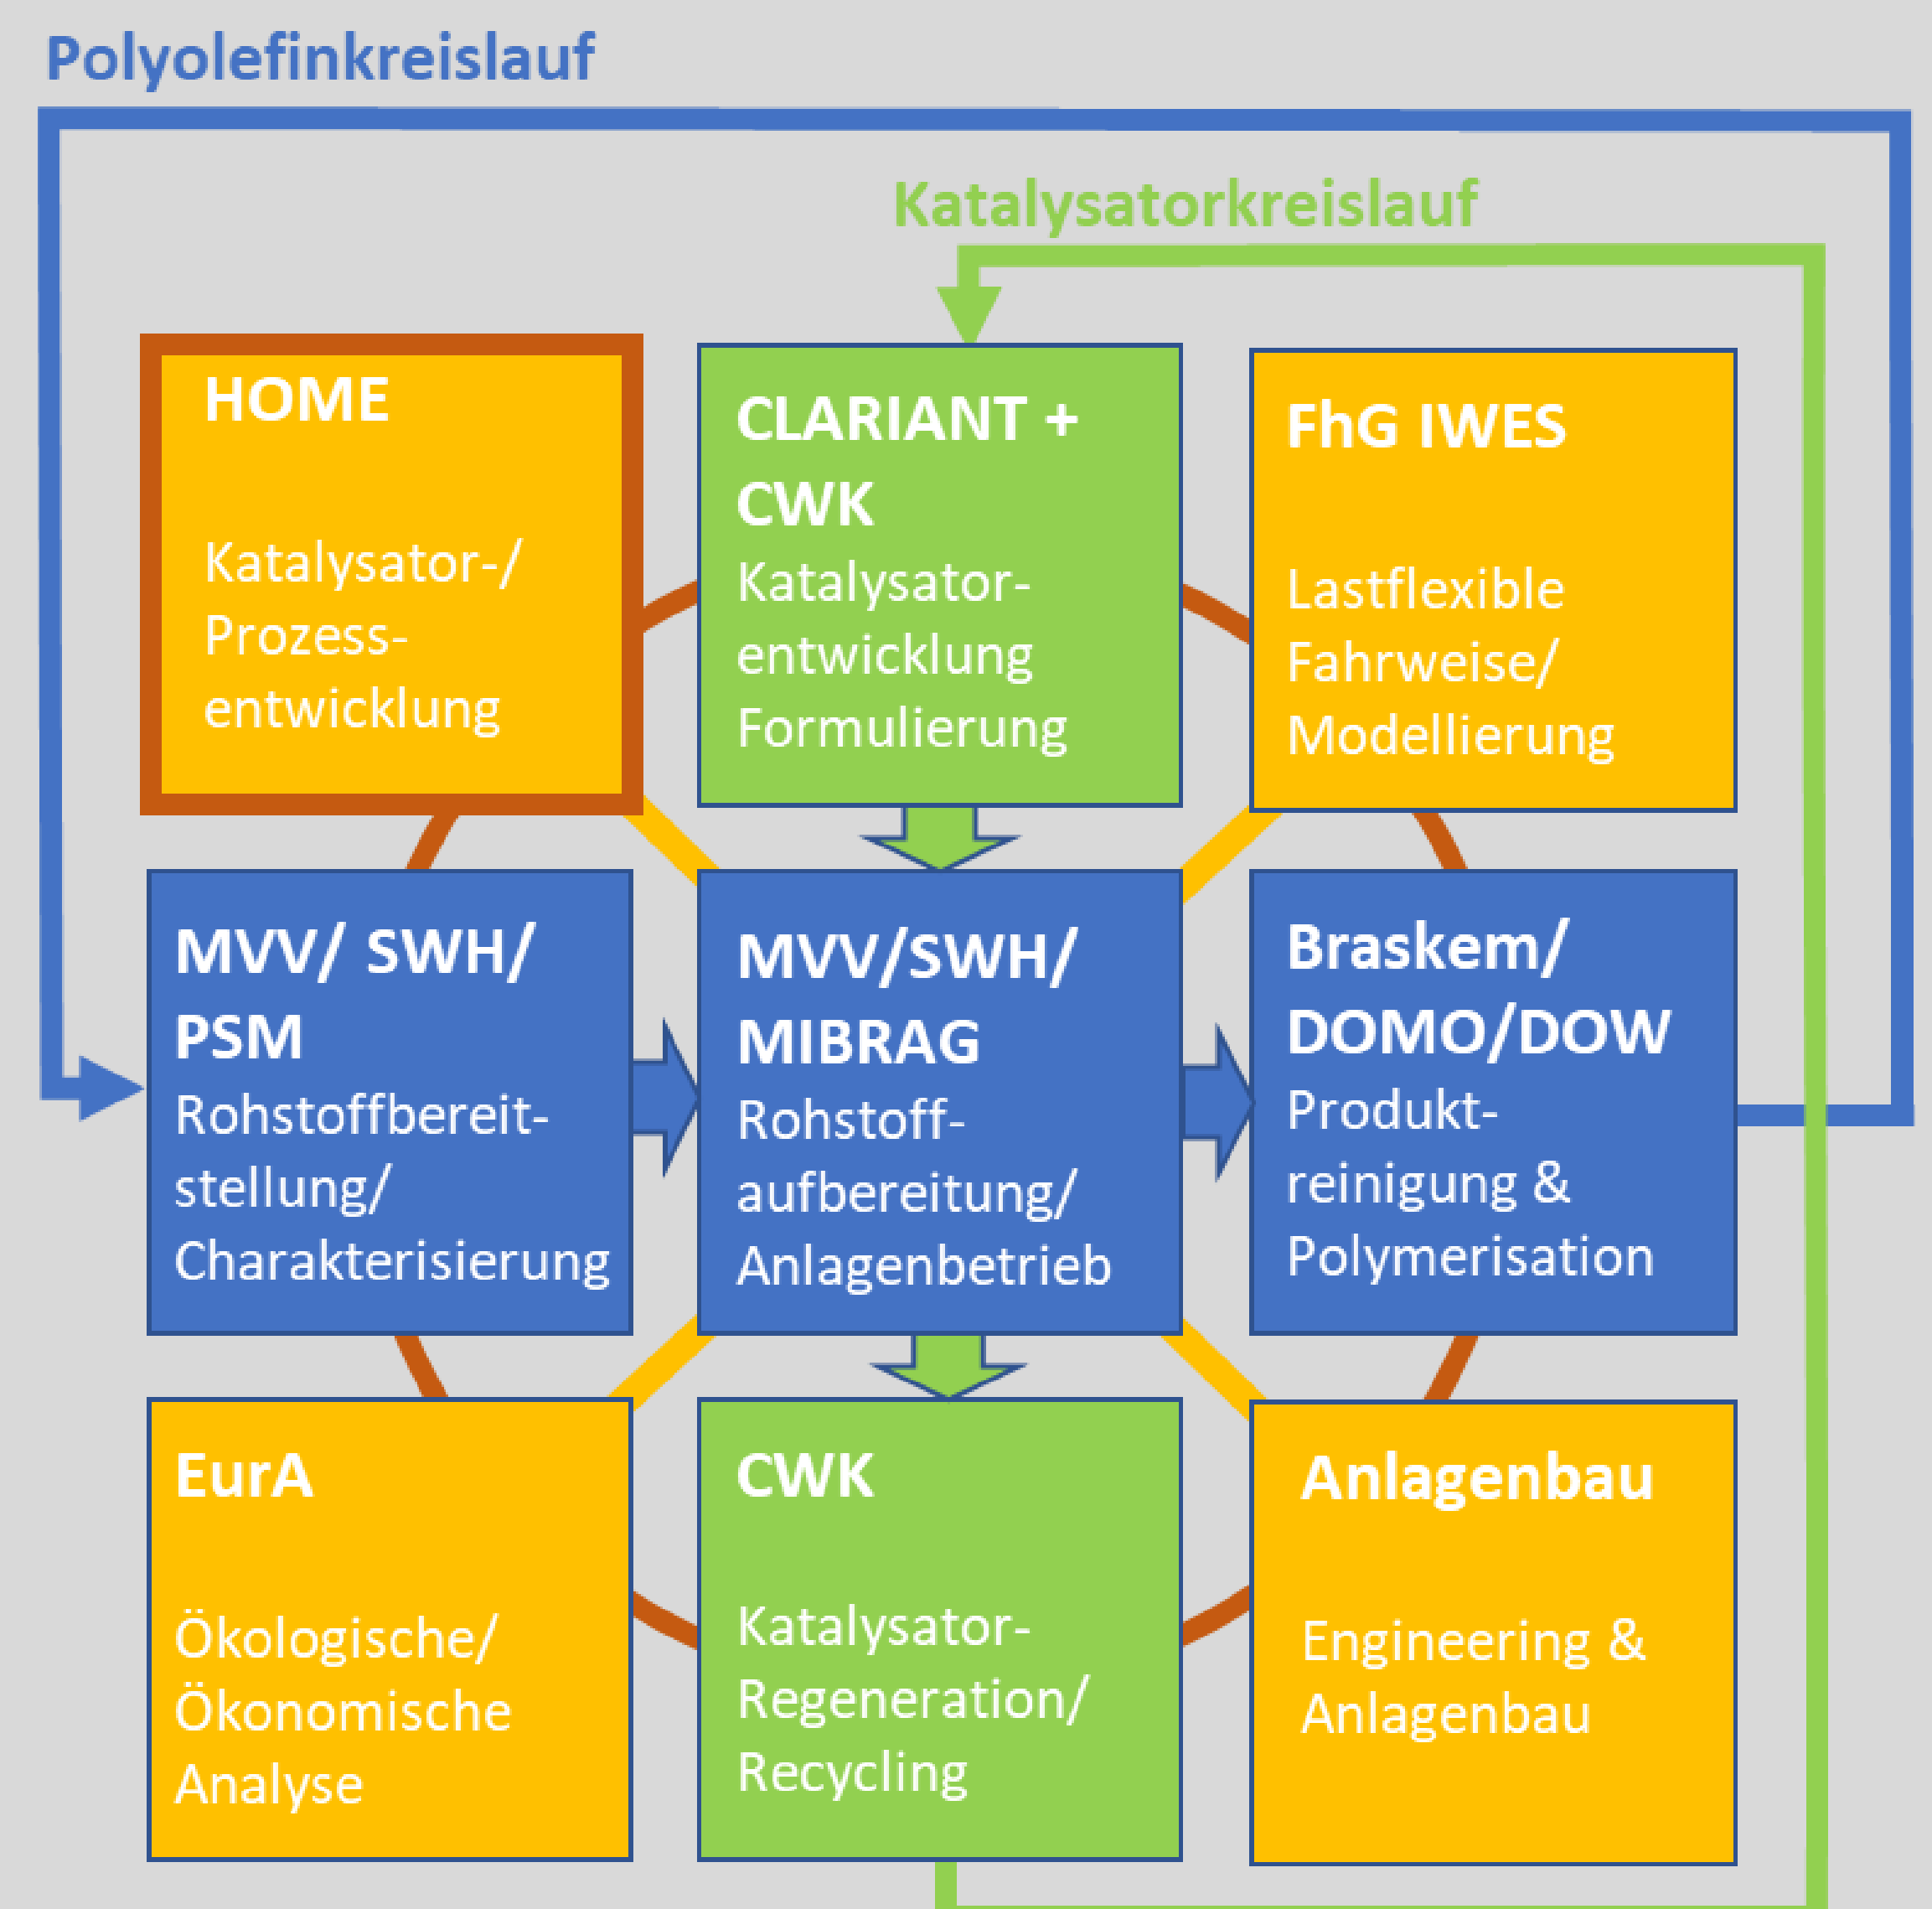 Polyolefinkreislauf
Katalysatorkreislauf
HOME
Katalysator-/
Prozess-
entwicklung
CLARIANT +
CWK
Katalysator-
entwicklung
Formulierung
FhG IWES
Lastflexible
Fahrweise/
Modellierung
MVV/ SWH/
PSM
Rohstoffbereit-
stellung/
Charakterisierung
MVV/SWH/
MIBRAG
Rohstoff-
aufbereitung/
Anlagenbetrieb
Braskem/
DOMO/DOW
Produkt-
reinigung &
Polymerisation
EurA
Ökologische/
Ökonomische
Analyse
CWK
Katalysator-
Regeneration/
Recycling
Anlagenbau
Engineering &
Anlagenbau